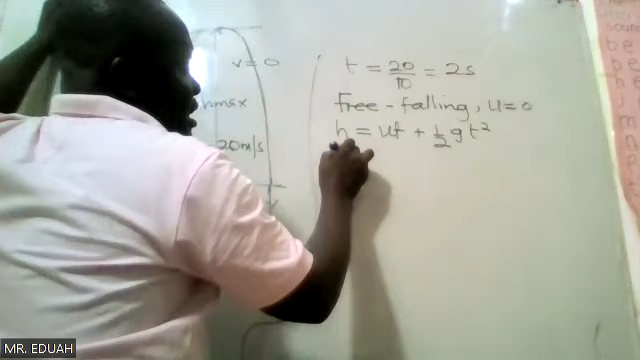 v = 0
hmax
20m/s
t = 20/10 = 2s
Free-falling, u=0
h = ut + 1/2 gt²
MR. EDUAH